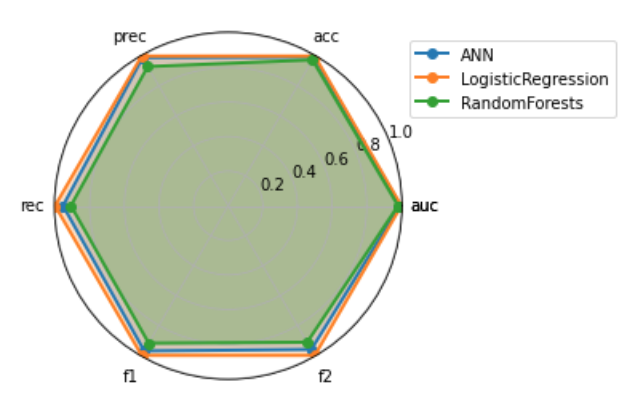 prec
acc
ANN
LogisticRegression
RandomForests
1.0
0.8
0.6
0.4
0.2
rec
auc
f1
f2